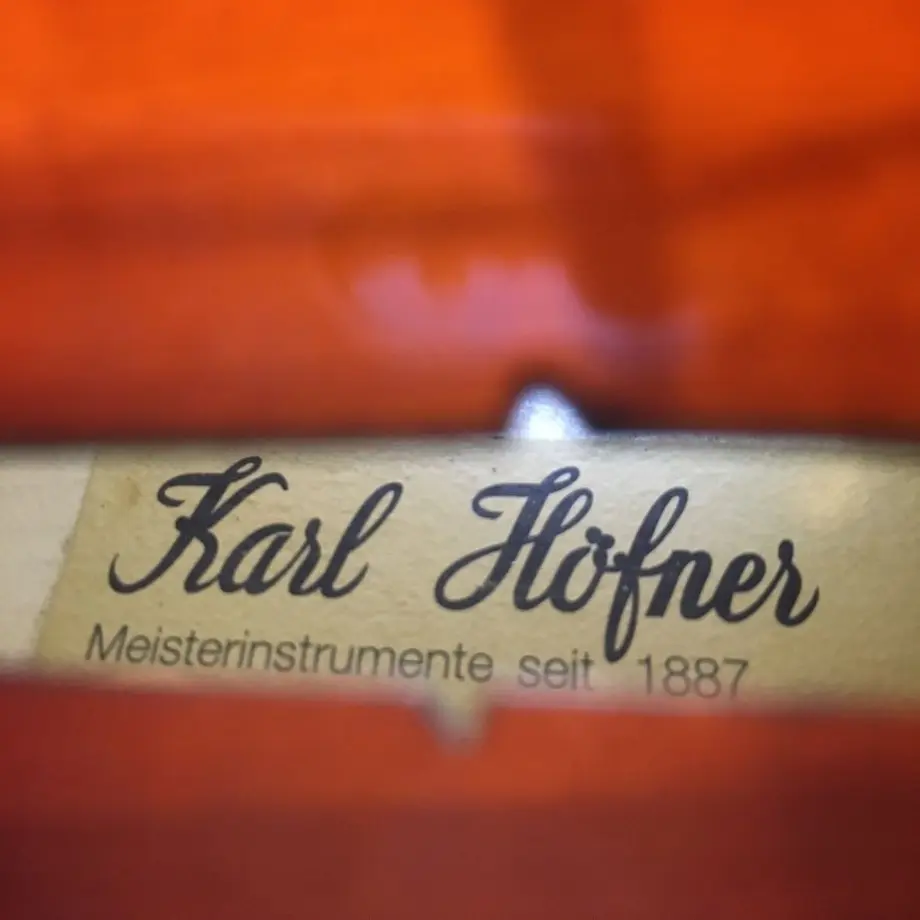 Karl Höfner
Meisterinstrumente seit 1887